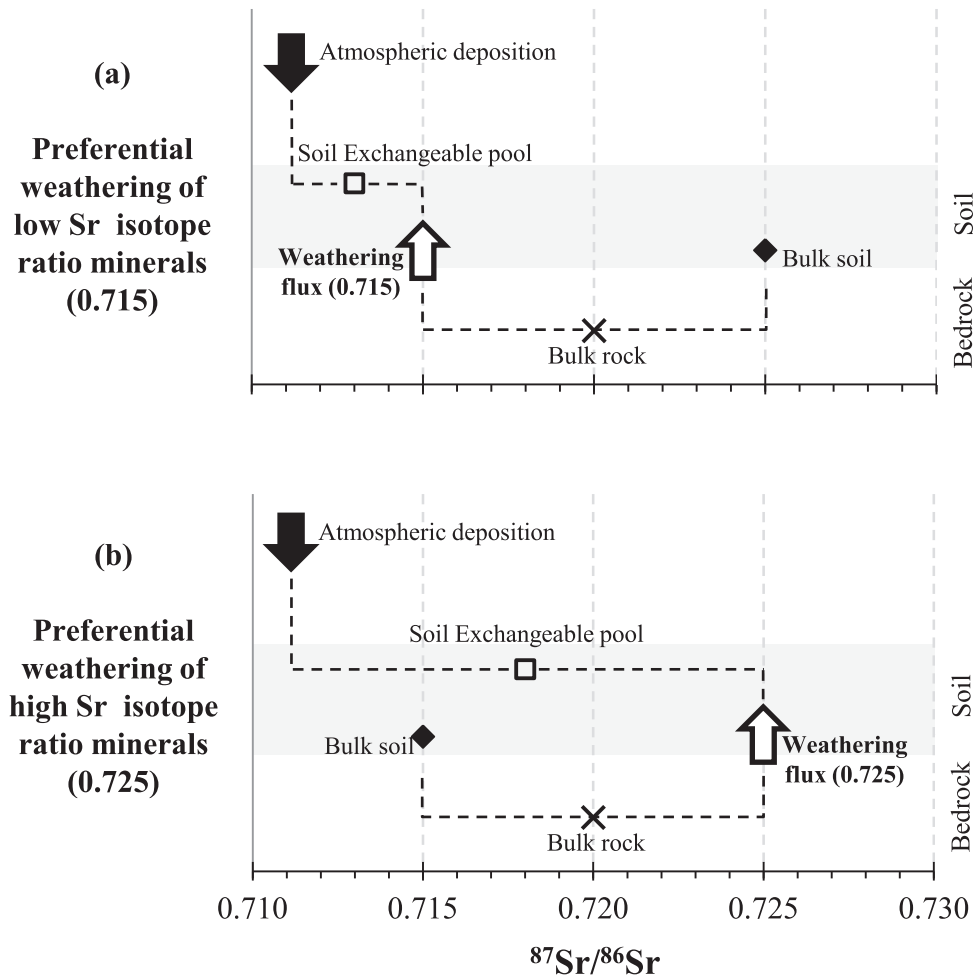 (a)
Preferential
weathering of
low Sr isotope
ratio minerals
(0.715)
Atmospheric deposition
Soil Exchangeable pool
Weathering
flux (0.715)
Bulk soil
Bulk rock
Soil
Bedrock
(b)
Preferential
weathering of
high Sr isotope
ratio minerals
(0.725)
Atmospheric deposition
Soil Exchangeable pool
Bulk soil
Weathering
flux (0.725)
Bulk rock
Soil
Bedrock
0.710 0.715 0.720 0.725 0.730
⁸⁷Sr/⁸⁶Sr